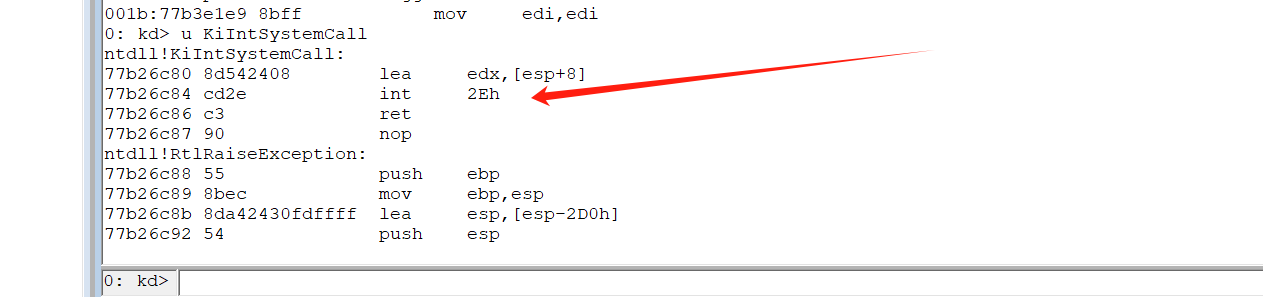 001b:77b3e1e9 8bff            mov     edi,edi
0: kd> u KiIntSystemCall
ntdll!KiIntSystemCall:
77b26c80 8d542408        lea     edx,[esp+8]
77b26c84 cd2e            int     2Eh
77b26c86 c3              ret
77b26c87 90              nop
ntdll!RtlRaiseException:
77b26c88 55              push    ebp
77b26c89 8bec            mov     ebp,esp
77b26c8b 8da42430fdffff  lea     esp,[esp-2D0h]
77b26c92 54              push    esp
0: kd>